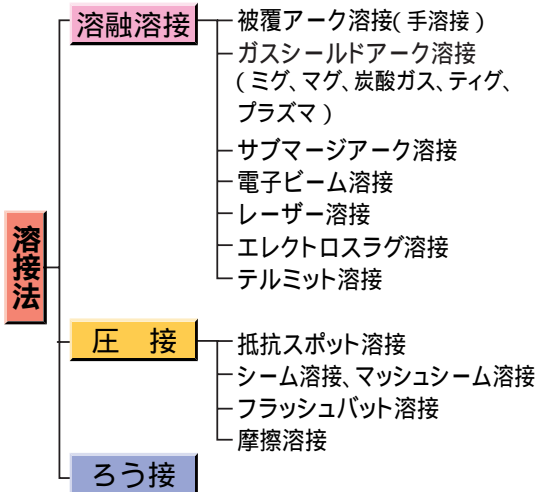 溶接法
溶融溶接
被覆アーク溶接(手溶接)
ガスシールドアーク溶接
(ミグ、マグ、炭酸ガス、ティグ、
プラズマ)
サブマージアーク溶接
電子ビーム溶接
レーザー溶接
エレクトロスラグ溶接
テルミット溶接
圧 接
抵抗スポット溶接
シーム溶接、マッシュシーム溶接
フラッシュバット溶接
摩擦溶接
ろう接